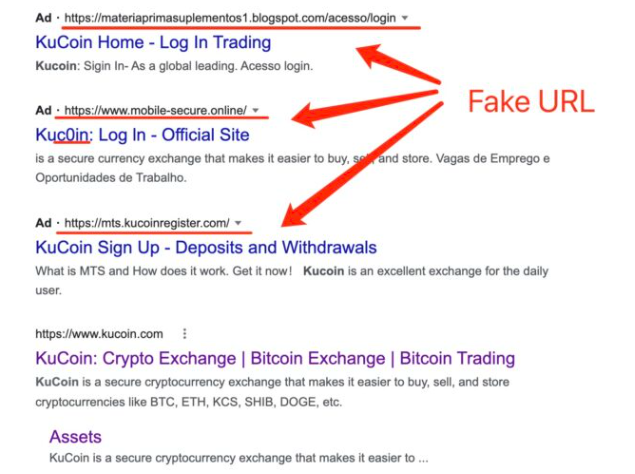 Ad · https://materiaprimasuplementos1.blogspot.com/acesso/login
KuCoin Home - Log In Trading
Kucoin: Sigin In- As a global leading. Acesso login.
Fake URL
Ad · https://www.mobile-secure.online/
Kuc0in: Log In - Official Site
is a secure currency exchange that makes it easier to buy, sell, and store. Vagas de Emprego e
Oportunidades de Trabalho.
Ad · https://mts.kucoinregister.com/
KuCoin Sign Up - Deposits and Withdrawals
What is MTS and How does it work. Get it now! Kucoin is an excellent exchange for the daily
user.
https://www.kucoin.com
KuCoin: Crypto Exchange | Bitcoin Exchange | Bitcoin Trading
KuCoin is a secure cryptocurrency exchange that makes it easier to buy, sell, and store
cryptocurrencies like BTC, ETH, KCS, SHIB, DOGE, etc.
Assets
KuCoin is a secure cryptocurrency exchange that makes it easier to ...